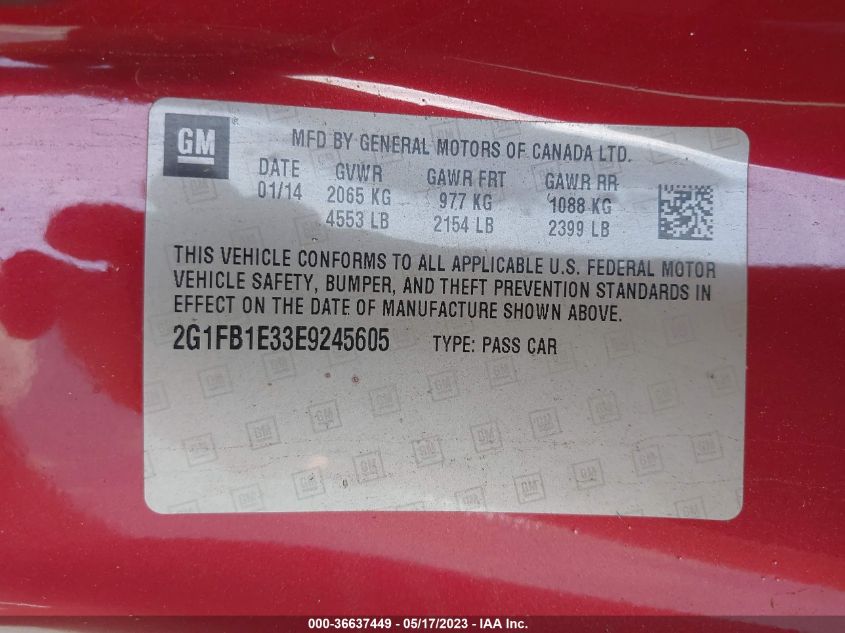 GM
MFD BY GENERAL MOTORS OF CANADA LTD.
DATE GVWR GAWR FRT GAWR RR
01/14 2065 KG 977 KG 1088 KG
4553 LB 2154 LB 2399 LB
THIS VEHICLE CONFORMS TO ALL APPLICABLE U.S. FEDERAL MOTOR
VEHICLE SAFETY, BUMPER, AND THEFT PREVENTION STANDARDS IN
EFFECT ON THE DATE OF MANUFACTURE SHOWN ABOVE.
2G1FB1E33E9245605 TYPE: PASS CAR
000-36637449 - 05/17/2023 - IAA Inc.